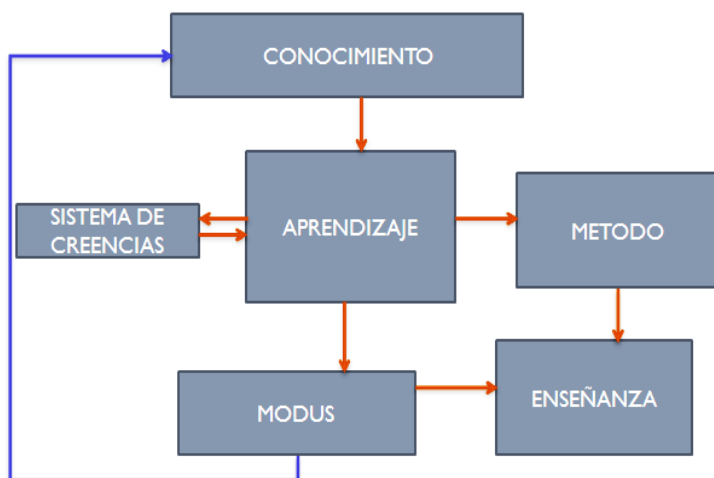 CONOCIMIENTO
SISTEMA DE
CREENCIAS
APRENDIZAJE
METODO
MODUS
ENSEÑANZA